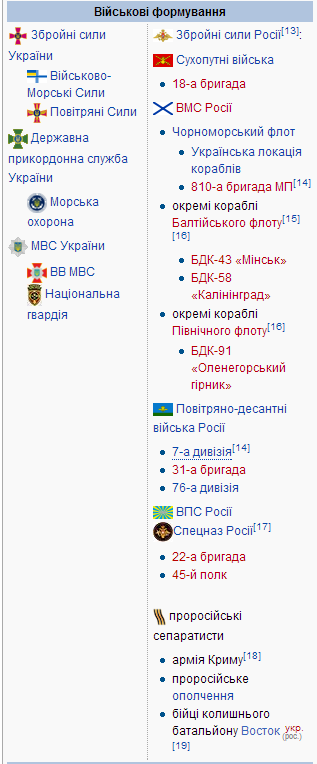 Військові формування
Збройні сили
України
Військово-
Морські Сили
Повітряні Сили
Державна
прикордонна служба
України
Морська
охорона
МВС України
ВВ МВС
Національна
гвардія
Збройні сили Росії[13]:
Сухопутні війська
18-а бригада
ВМС Росії
Чорноморський флот
Українська локація
кораблів
810-а бригада МП[14]
окремі кораблі
Балтійського флоту[15]
[16]
БДК-43 «Мінськ»
БДК-58
«Калінінград»
окремі кораблі
Північного флоту[16]
БДК-91
«Оленегорський
гірник»
Повітряно-десантні
війська Росії
7-а дивізія[14]
31-а бригада
76-а дивізія
ВПС Росії
Спецназ Росії[17]
22-а бригада
45-й полк
проросійські
сепаратисти
армія Криму[18]
проросійське
ополчення
бійці колишнього
батальйону Восток укр. (рос.)
[19]